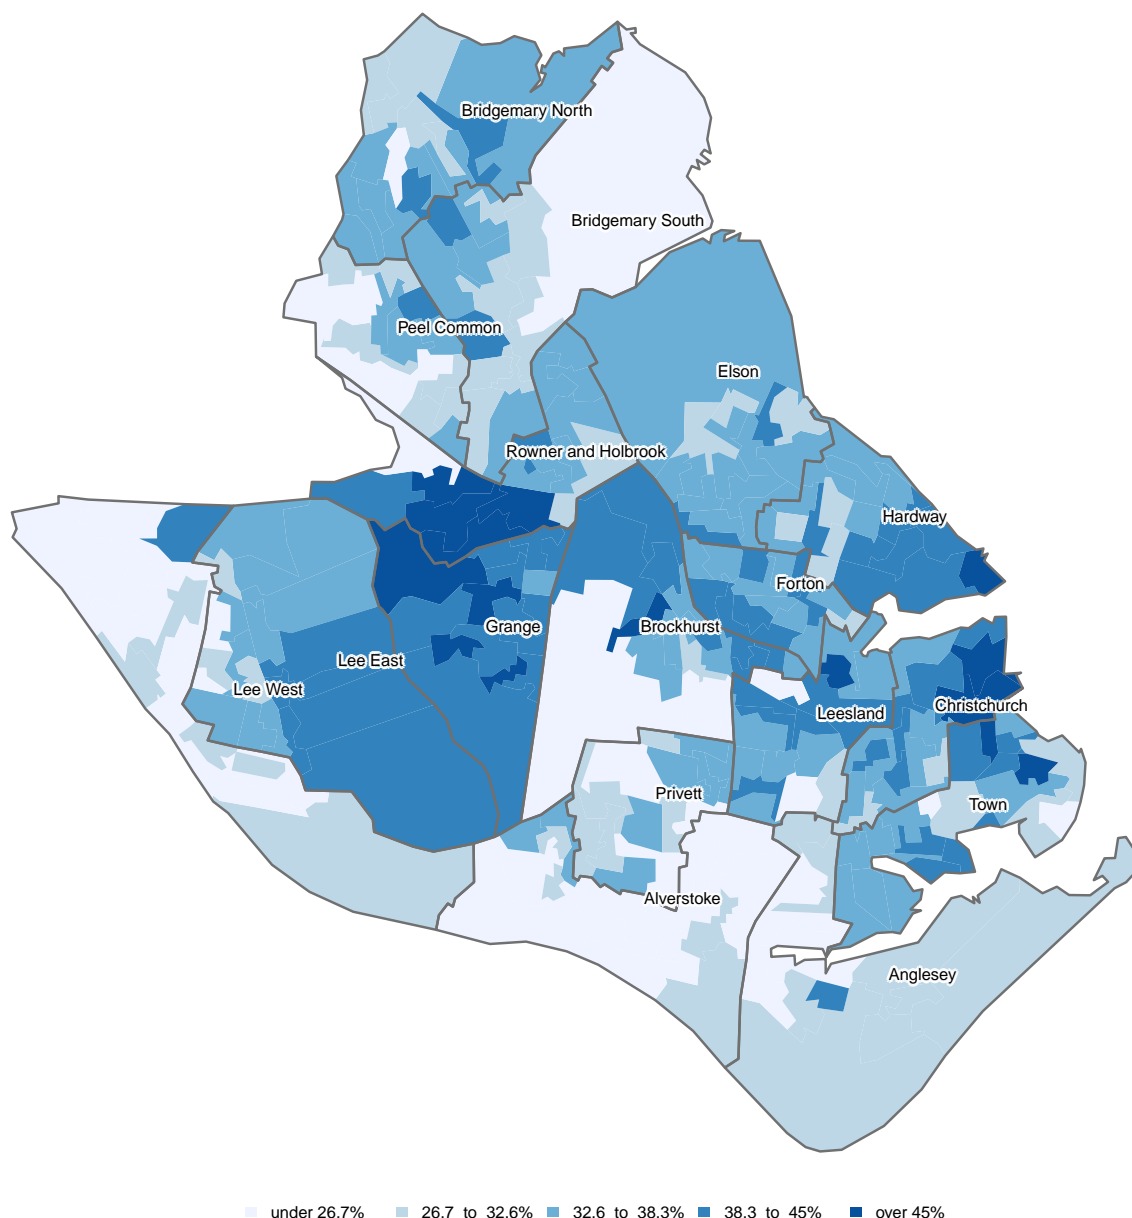 Bridgemary North
Bridgemary South
Peel Common
Elson
Rowner and Holbrook
Hardway
Forton
Grange
Brockhurst
Lee East
Lee West
Leesland
Christchurch
Privett
Town
Alverstoke
Anglesey
under 26.7% 26.7 to 32.6% 32.6 to 38.3% 38.3 to 45% over 45%